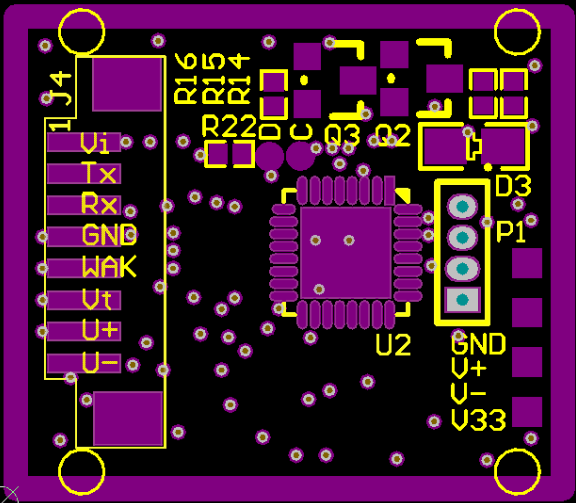 J4
1
R16
R15
R14
R22
D
C
Q3
Q2
Vi
Tx
Rx
GND
WAK
Vt
U+
U-
D3
P1
U2
GND
V+
V-
V33